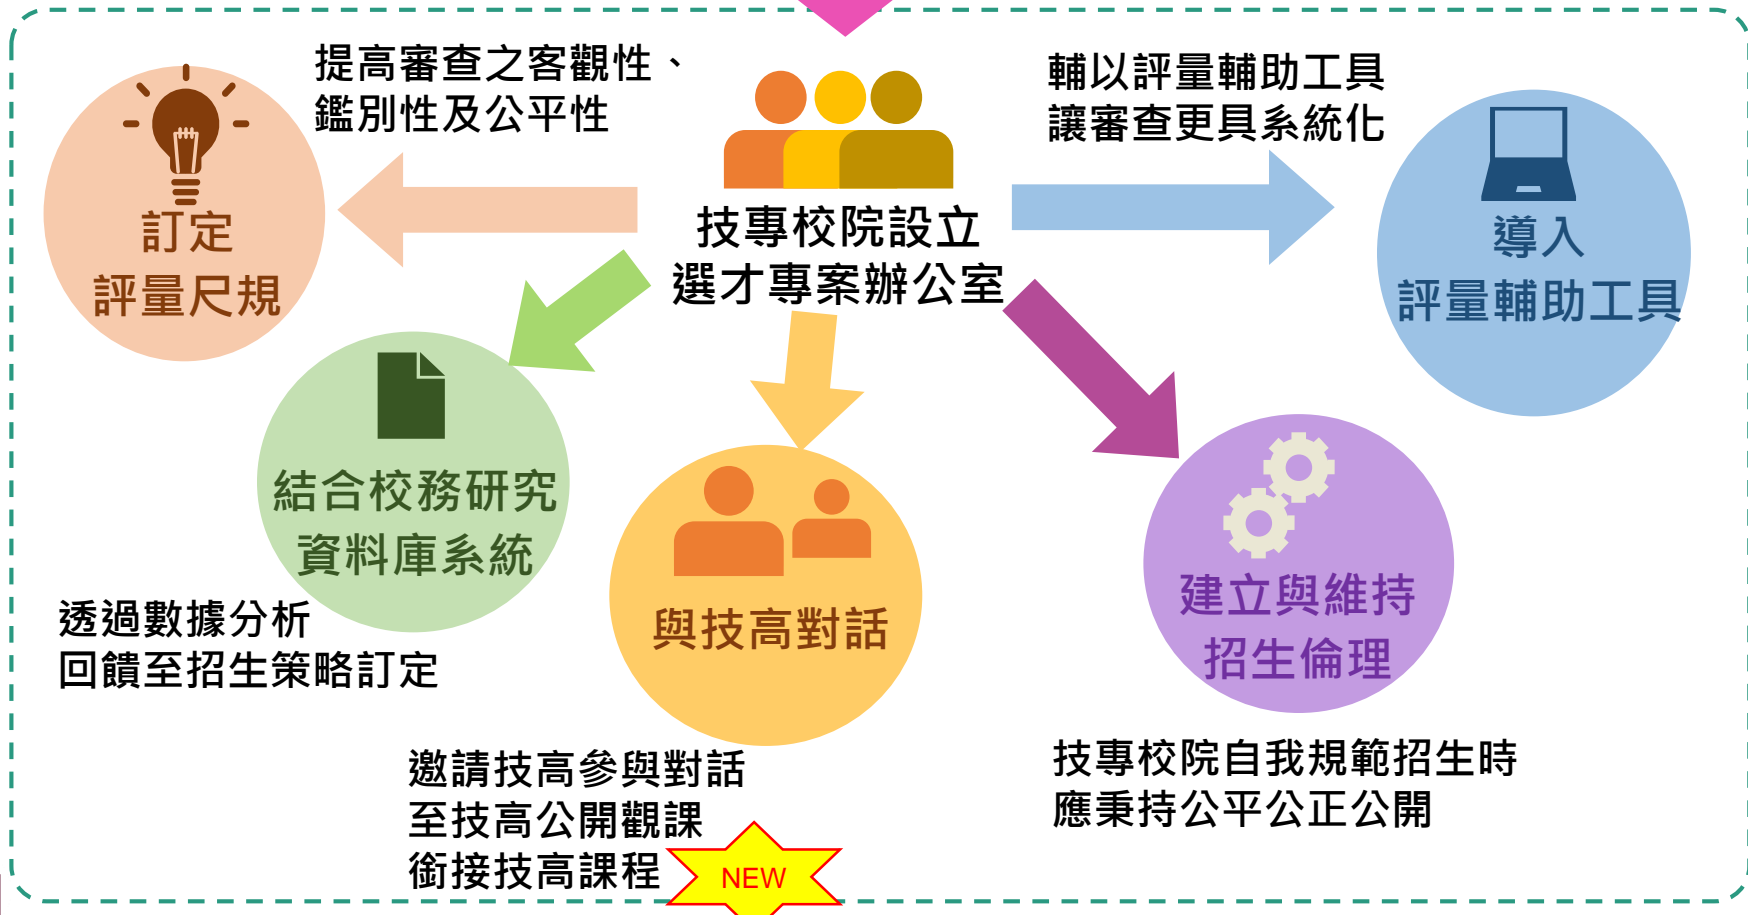 提高審查之客觀性、
鑑別性及公平性
輔以評量輔助工具
讓審查更具系統化
技專校院設立
選才專案辦公室
訂定
評量尺規
導入
評量輔助工具
結合校務研究
資料庫系統
透過數據分析
回饋至招生策略訂定
與技高對話
邀請技高參與對話
至技高公開觀課
銜接技高課程
NEW
建立與維持
招生倫理
技專校院自我規範招生時
應秉持公平公正公開